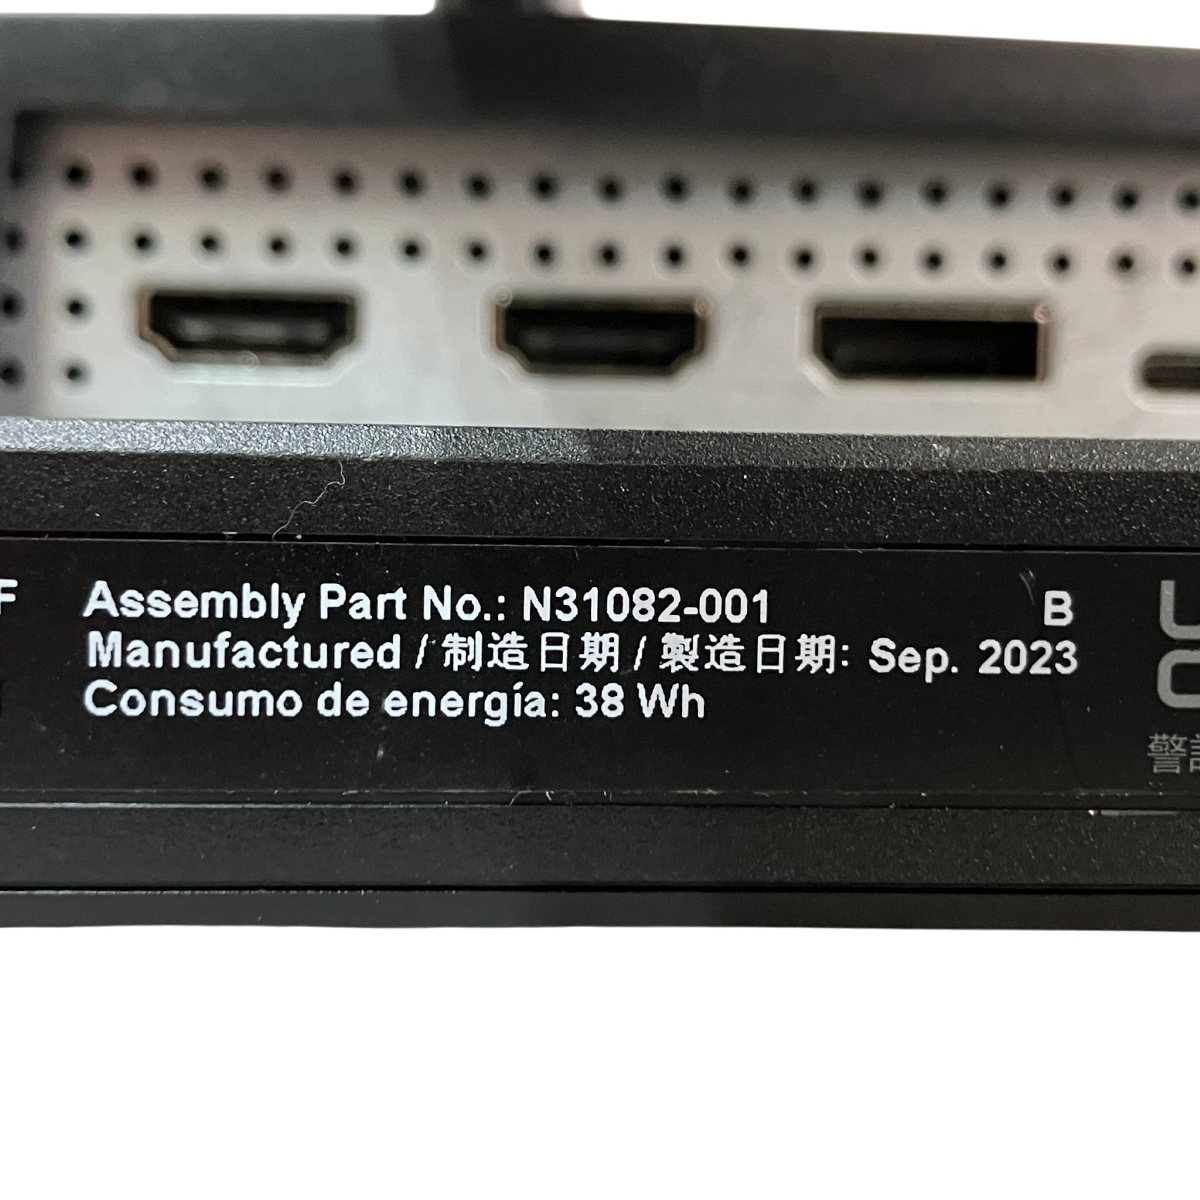 F
Assembly Part No.: N31082-001 B
Manufactured / 制造日期 / 製造日期: Sep. 2023
Consumo de energía: 38 Wh
警